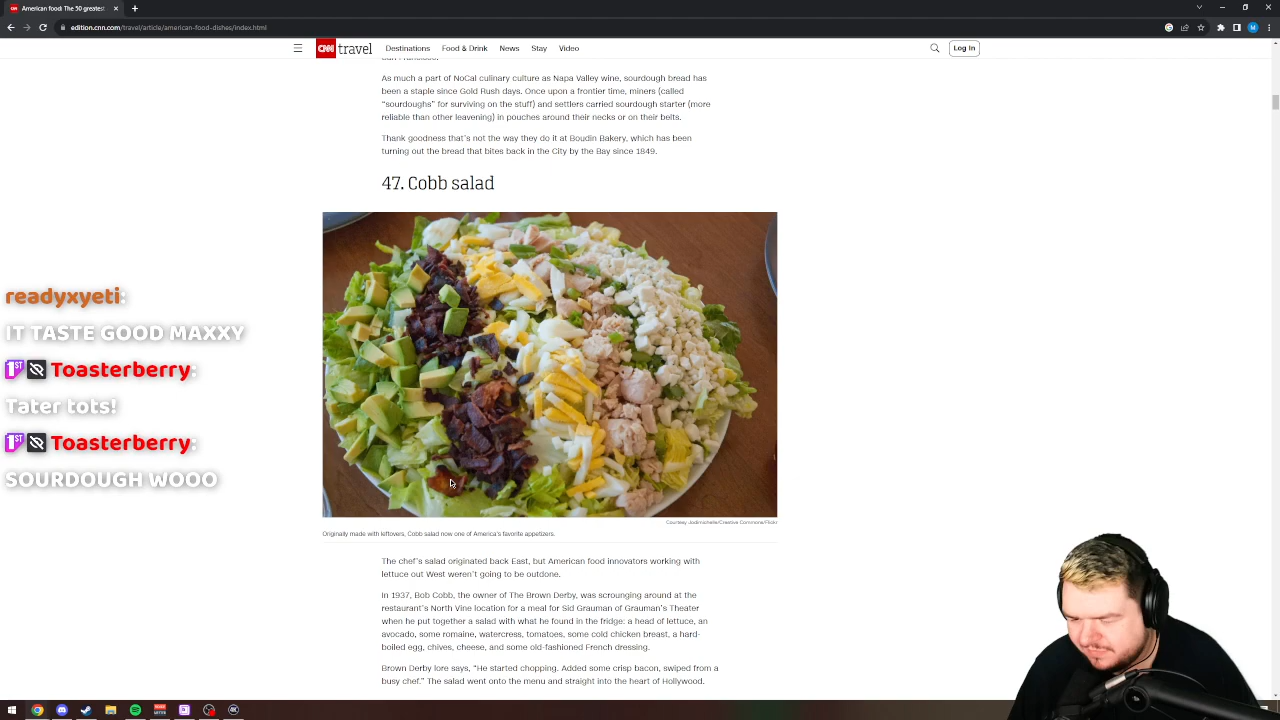 American food: The 50 greatest
edition.cnn.com/travel/article/american-food-dishes/index.html
CNN travel
Destinations
Food & Drink
News
Stay
Video
Log In
As much a part of NoCal culinary culture as Napa Valley wine, sourdough bread has
been a staple since Gold Rush days. Once upon a frontier time, miners (called
“sourdoughs” for surviving on the stuff) and settlers carried sourdough starter (more
reliable than other leavening) in pouches around their necks or on their belts.
Thank goodness that's not the way they do it at Boudin Bakery, which has been
turning out the bread that bites back in the City by the Bay since 1849.
47. Cobb salad
readyxyeti:
IT TASTE GOOD MAXXY
1ST Toasterberry:
Tater tots!
1ST Toasterberry:
SOURDOUGH WOOO
Courtesy Jodimichelle/Creative Commons/Flickr
Originally made with leftovers, Cobb salad now one of America's favorite appetizers.
The chef's salad originated back East, but American food innovators working with
lettuce out West weren't going to be outdone.
In 1937, Bob Cobb, the owner of The Brown Derby, was scrounging around at the
restaurant's North Vine location for a meal for Sid Grauman of Grauman's Theater
when he put together a salad with what he found in the fridge: a head of lettuce, an
avocado, some romaine, watercress, tomatoes, some cold chicken breast, a hard-
boiled egg, chives, cheese, and some old-fashioned French dressing.
Brown Derby lore says, “He started chopping. Added some crisp bacon, swiped from a
busy chef.” The salad went onto the menu and straight into the heart of Hollywood.